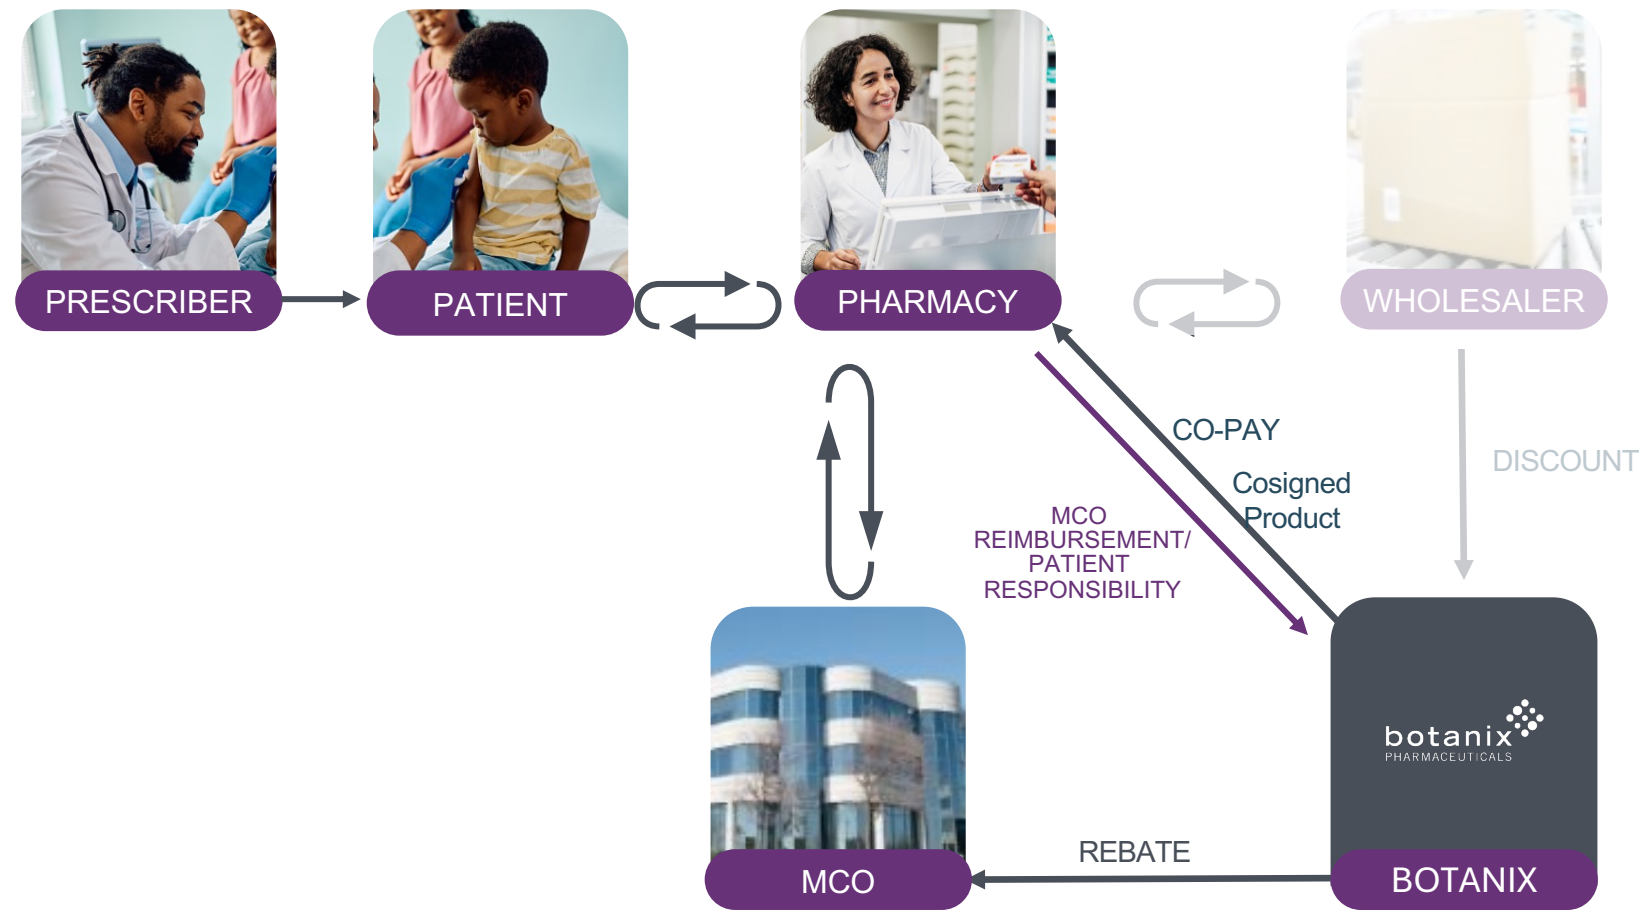 PRESCRIBER
PATIENT
PHARMACY
WHOLESALER
CO-PAY
Cosigned
Product
DISCOUNT
MCO
REIMBURSEMENT/
PATIENT
RESPONSIBILITY
botanix
PHARMACEUTICALS
REBATE
MCO
BOTANIX